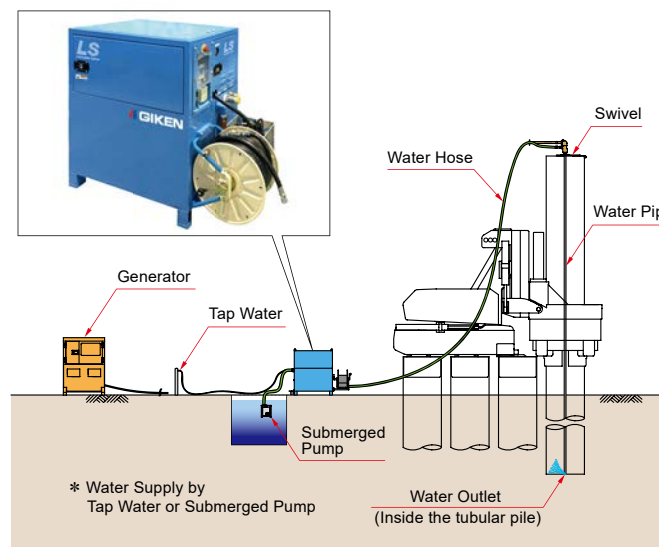 LS
LS
GIKEN
Swivel
Water Hose
Water Pip
Generator
Tap Water
Submerged
Pump
* Water Supply by
Tap Water or Submerged Pump
Water Outlet
(Inside the tubular pile)